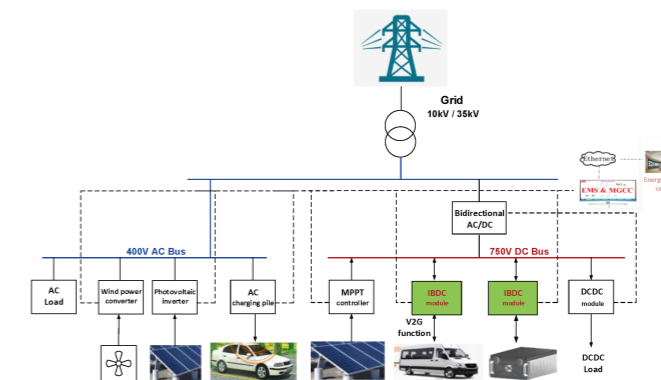 Grid
10kV / 35kV
Ethernet
EMS & MGCC
Energy
Bidirectional
AC/DC
400V AC Bus
750V DC Bus
AC
Load
Wind power
converter
Photovoltaic
inverter
AC
charging pile
MPPT
controller
IBDC
module
IBDC
module
DCDC
module
V2G
function
DCDC
Load